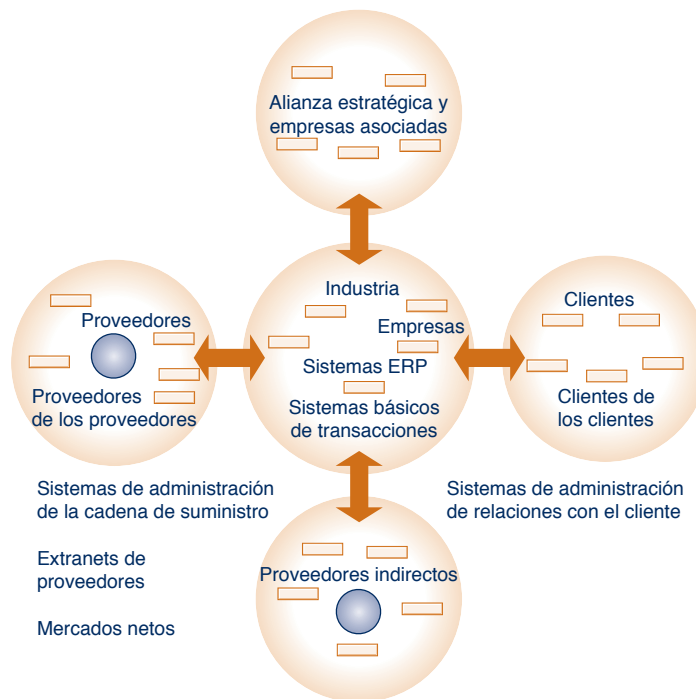 Alianza estratégica y
empresas asociadas
Industria
Empresas
Sistemas ERP
Sistemas básicos
de transacciones
Proveedores
Proveedores
de los proveedores
Clientes
Clientes de
los clientes
Sistemas de administración
de la cadena de suministro
Extranets de
proveedores
Mercados netos
Sistemas de administración
de relaciones con el cliente
Proveedores indirectos